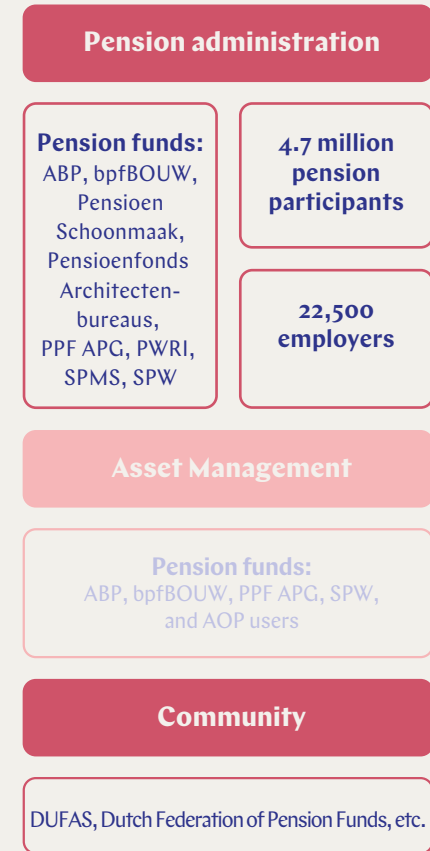 Pension administration
Pension funds:
ABP, bpfBOUW,
Pensioen
Schoonmaak,
Pensioenfonds
Architecten-
bureaus,
PPF APG, PWRI,
SPMS, SPW
4.7 million
pension
participants
22,500
employers
Asset Management
Pension funds:
ABP, bpfBOUW, PPF APG, SPW,
and AOP users
Community
DUFAS, Dutch Federation of Pension Funds, etc.